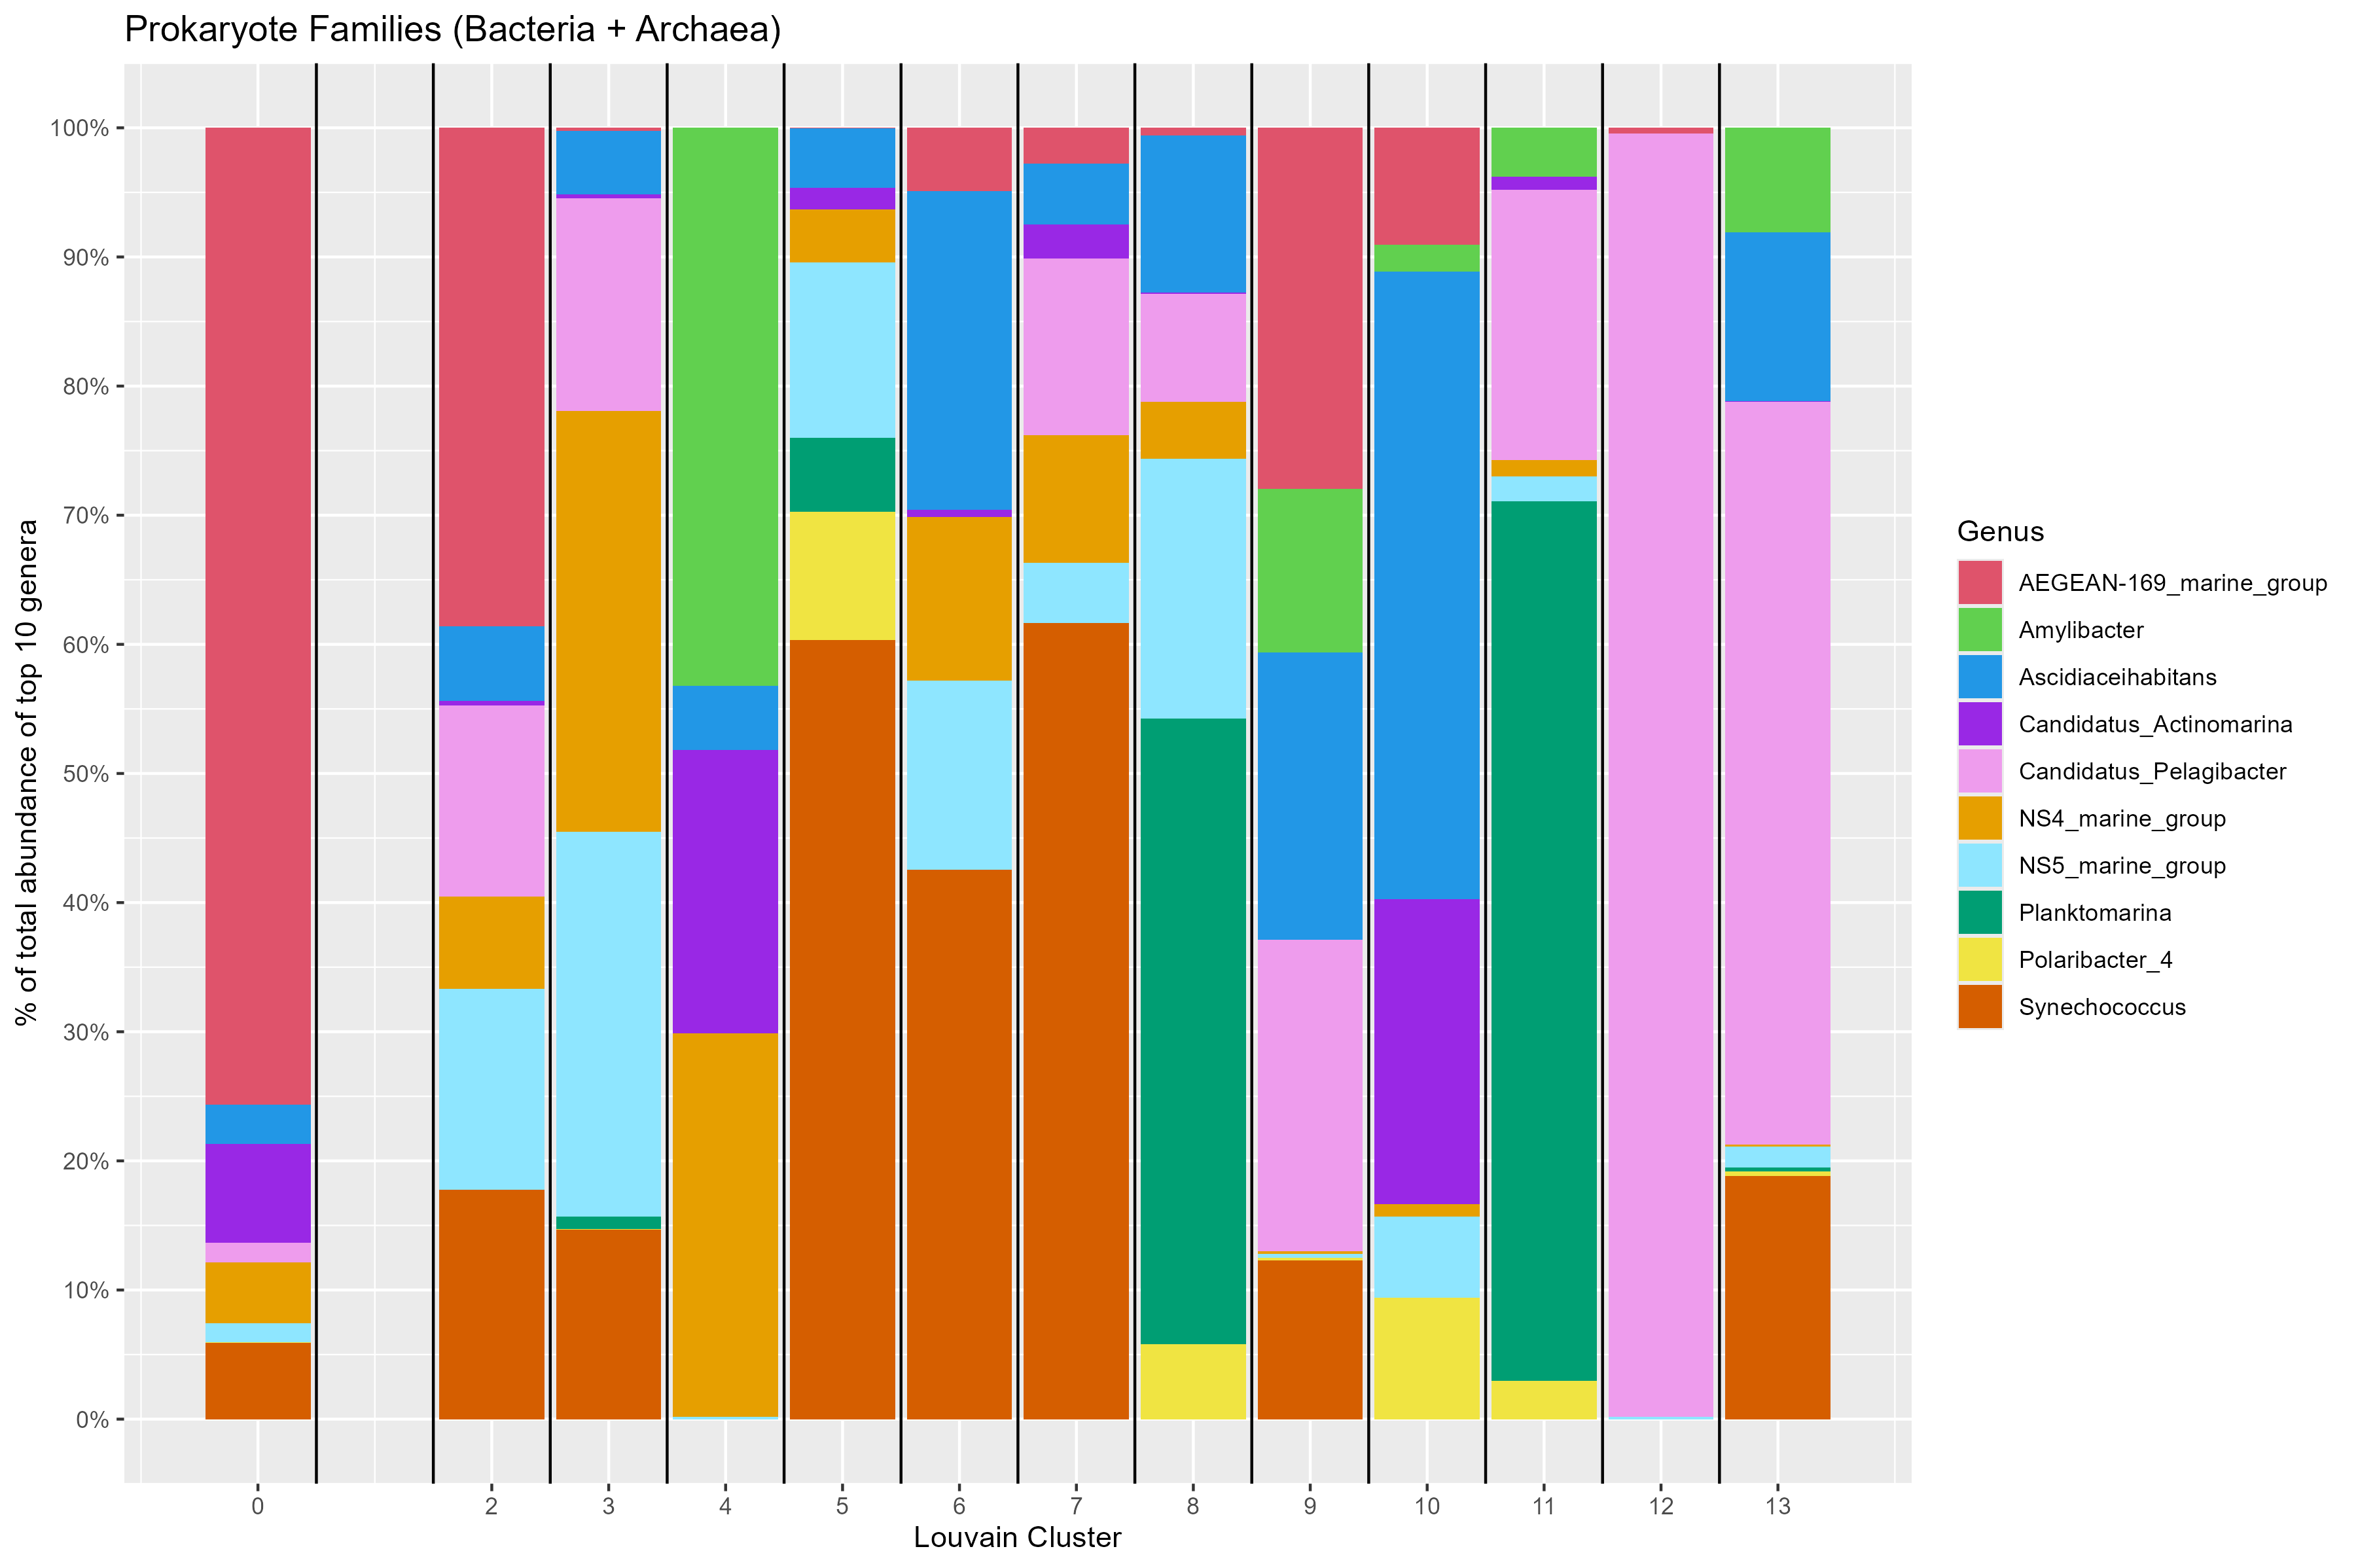 Prokaryote Families (Bacteria + Archaea)
% of total abundance of top 10 genera
100%
90%
80%
70%
60%
50%
40%
30%
20%
10%
0%
0 2 3 4 5 6 7 8 9 10 11 12 13
Louvain Cluster
Genus
AEGEAN-169_marine_group
Amylibacter
Ascidiaceihabitans
Candidatus_Actinomarina
Candidatus_Pelagibacter
NS4_marine_group
NS5_marine_group
Planktomarina
Polaribacter_4
Synechococcus